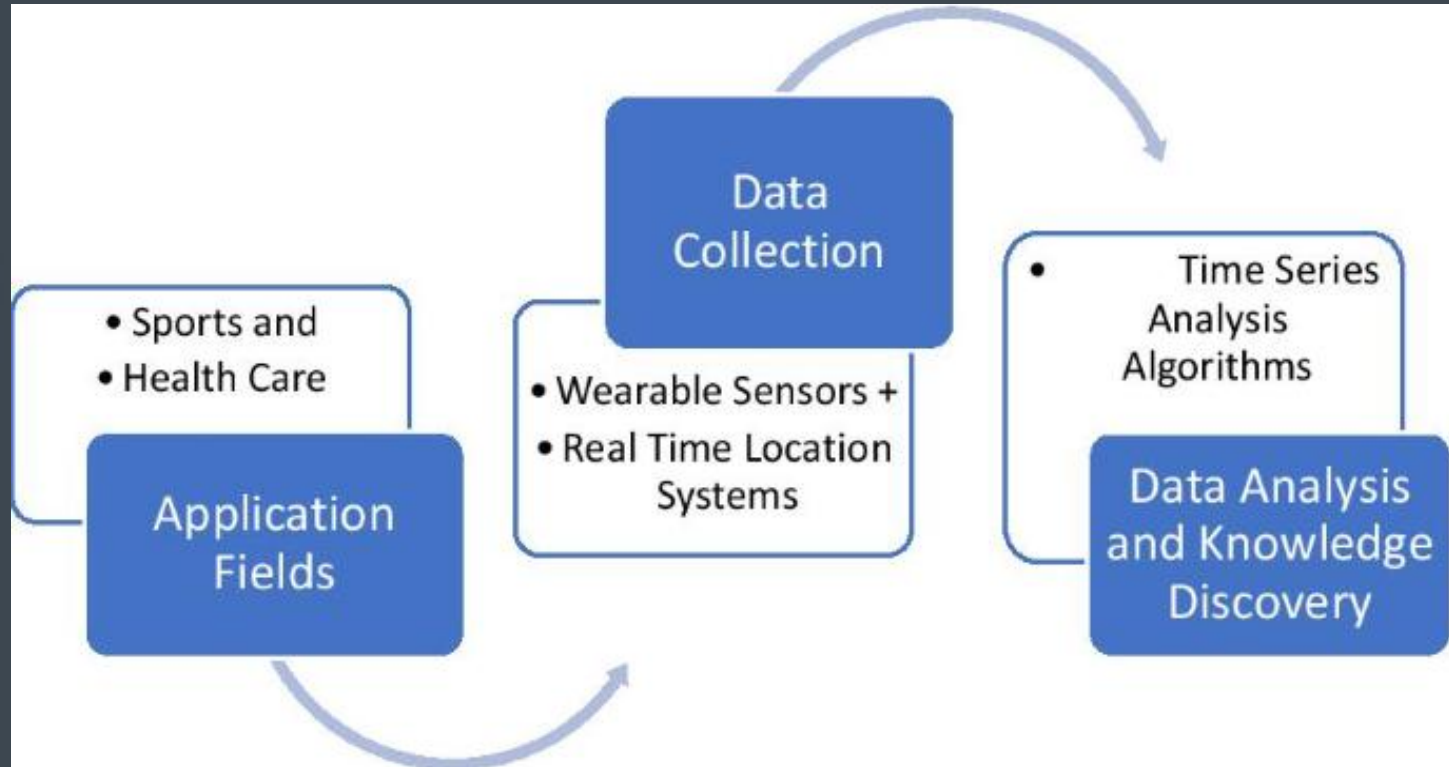 • Sports and
• Health Care
Application
Fields
Data
Collection
• Wearable Sensors +
• Real Time Location
Systems
• Time Series
Analysis
Algorithms
Data Analysis
and Knowledge
Discovery